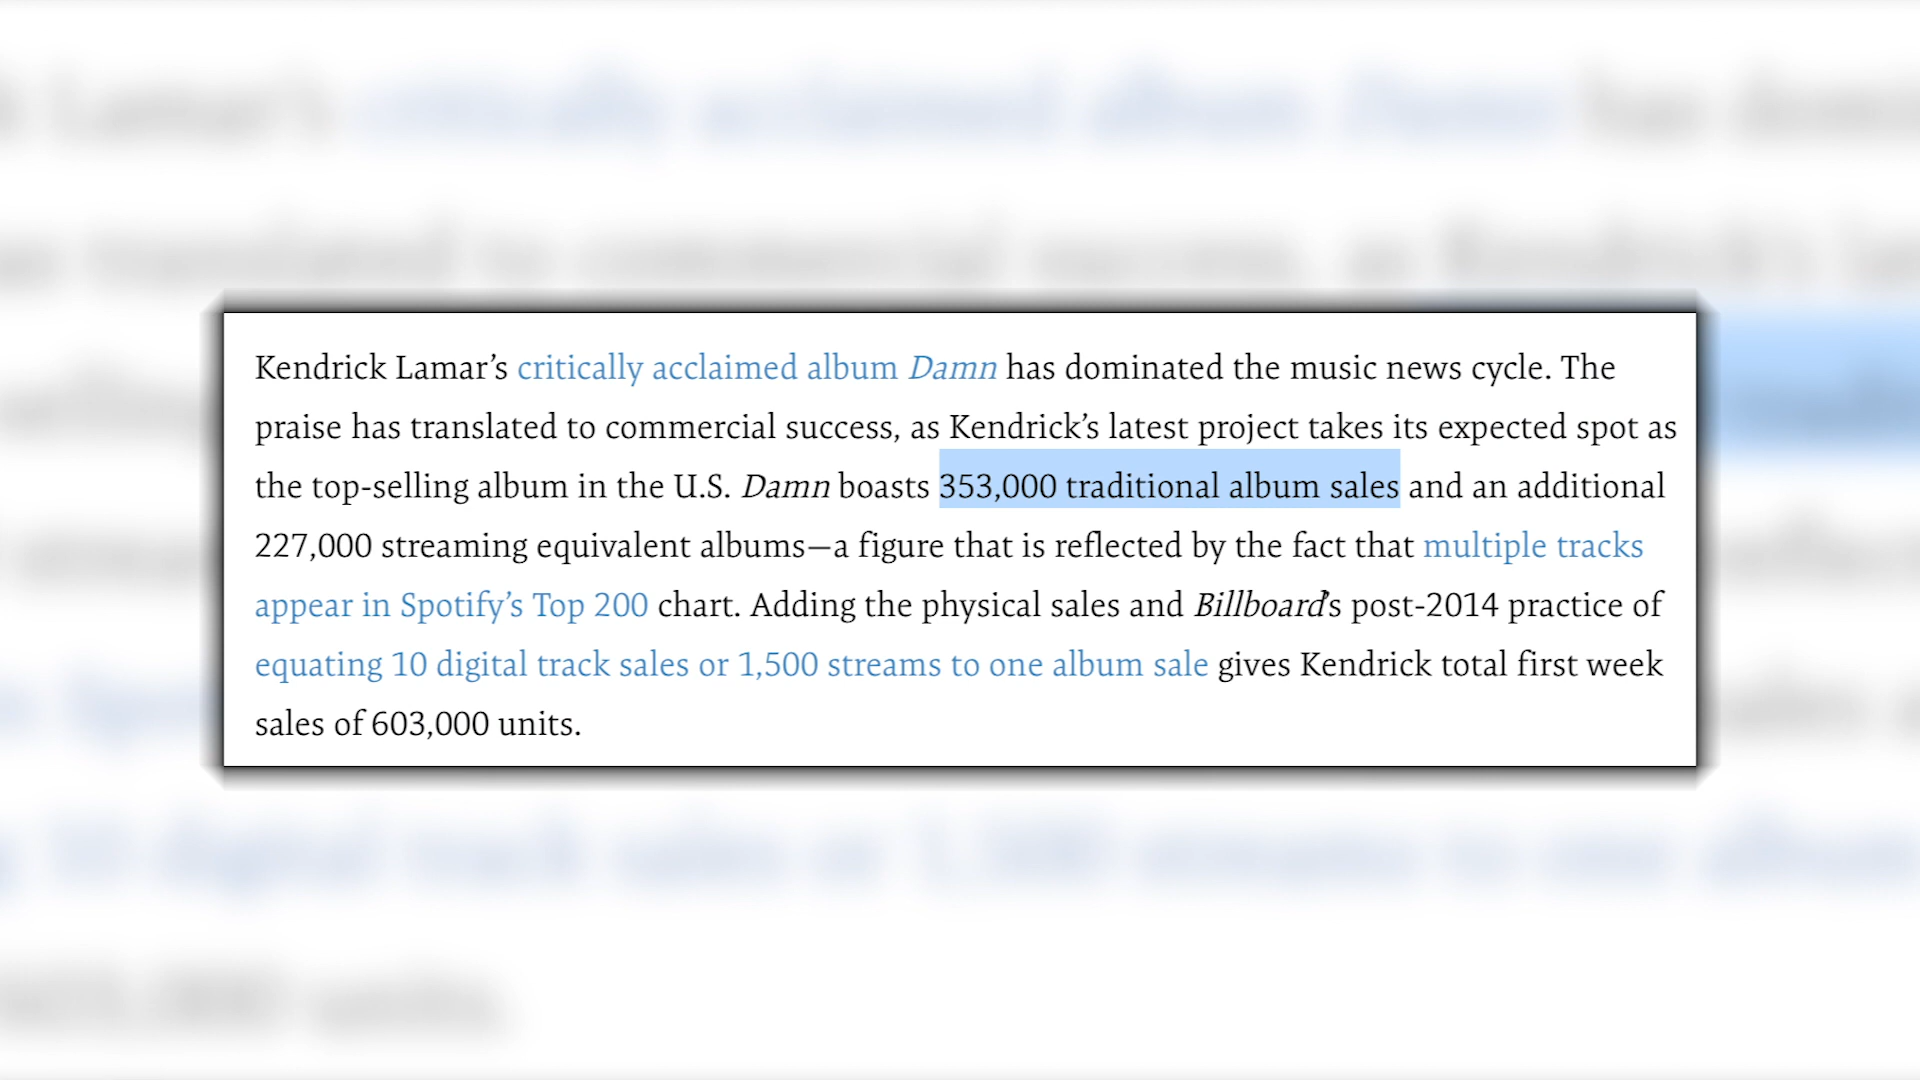 Kendrick Lamar’s critically acclaimed album Damn has dominated the music news cycle. The
praise has translated to commercial success, as Kendrick’s latest project takes its expected spot as
the top-selling album in the U.S. Damn boasts 353,000 traditional album sales and an additional
227,000 streaming equivalent albums—a figure that is reflected by the fact that multiple tracks
appear in Spotify’s Top 200 chart. Adding the physical sales and Billboard’s post-2014 practice of
equating 10 digital track sales or 1,500 streams to one album sale gives Kendrick total first week
sales of 603,000 units.